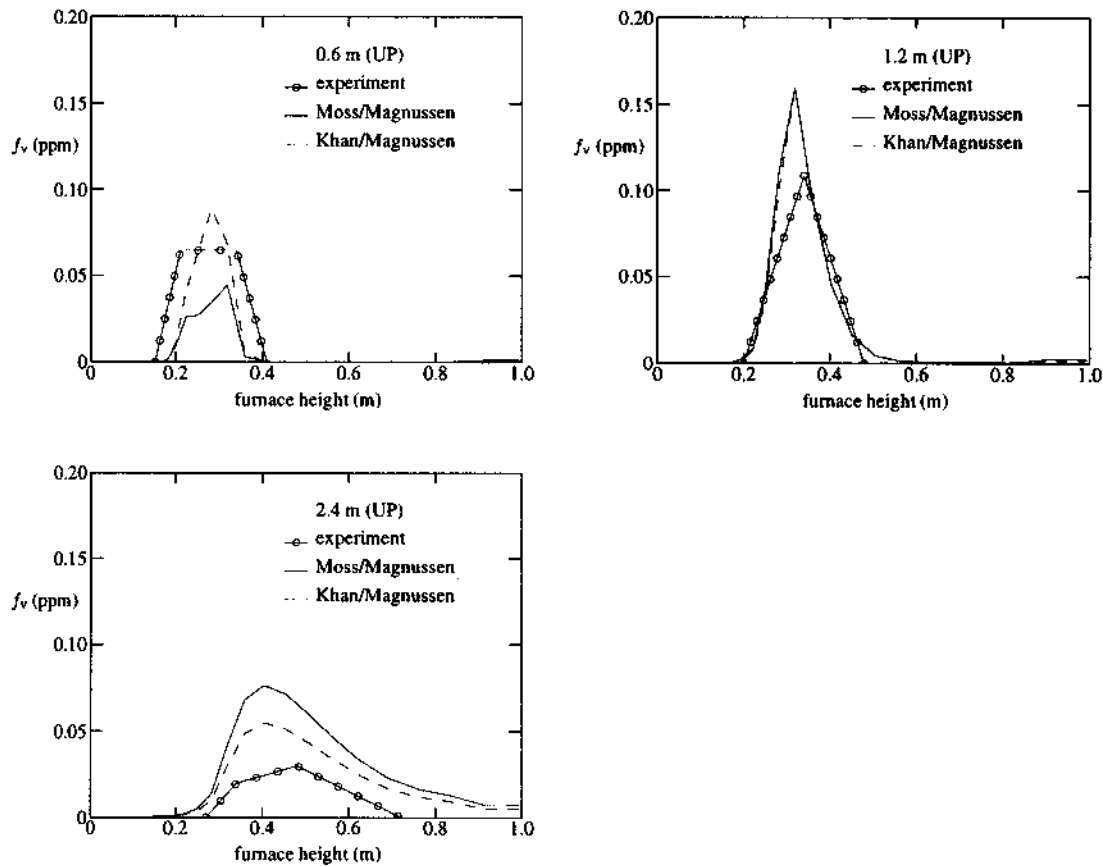 0.20
0.15
f_v (ppm)
0.10
0.05
0
0.6 m (UP)
experiment
Moss/Magnussen
Khan/Magnussen
0 0.2 0.4 0.6 0.8 1.0
furnace height (m)
0.20
0.15
f_v (ppm)
0.10
0.05
0
1.2 m (UP)
experiment
Moss/Magnussen
Khan/Magnussen
0 0.2 0.4 0.6 0.8 1.0
furnace height (m)
0.20
0.15
f_v (ppm)
0.10
0.05
0
2.4 m (UP)
experiment
Moss/Magnussen
Khan/Magnussen
0 0.2 0.4 0.6 0.8 1.0
furnace height (m)